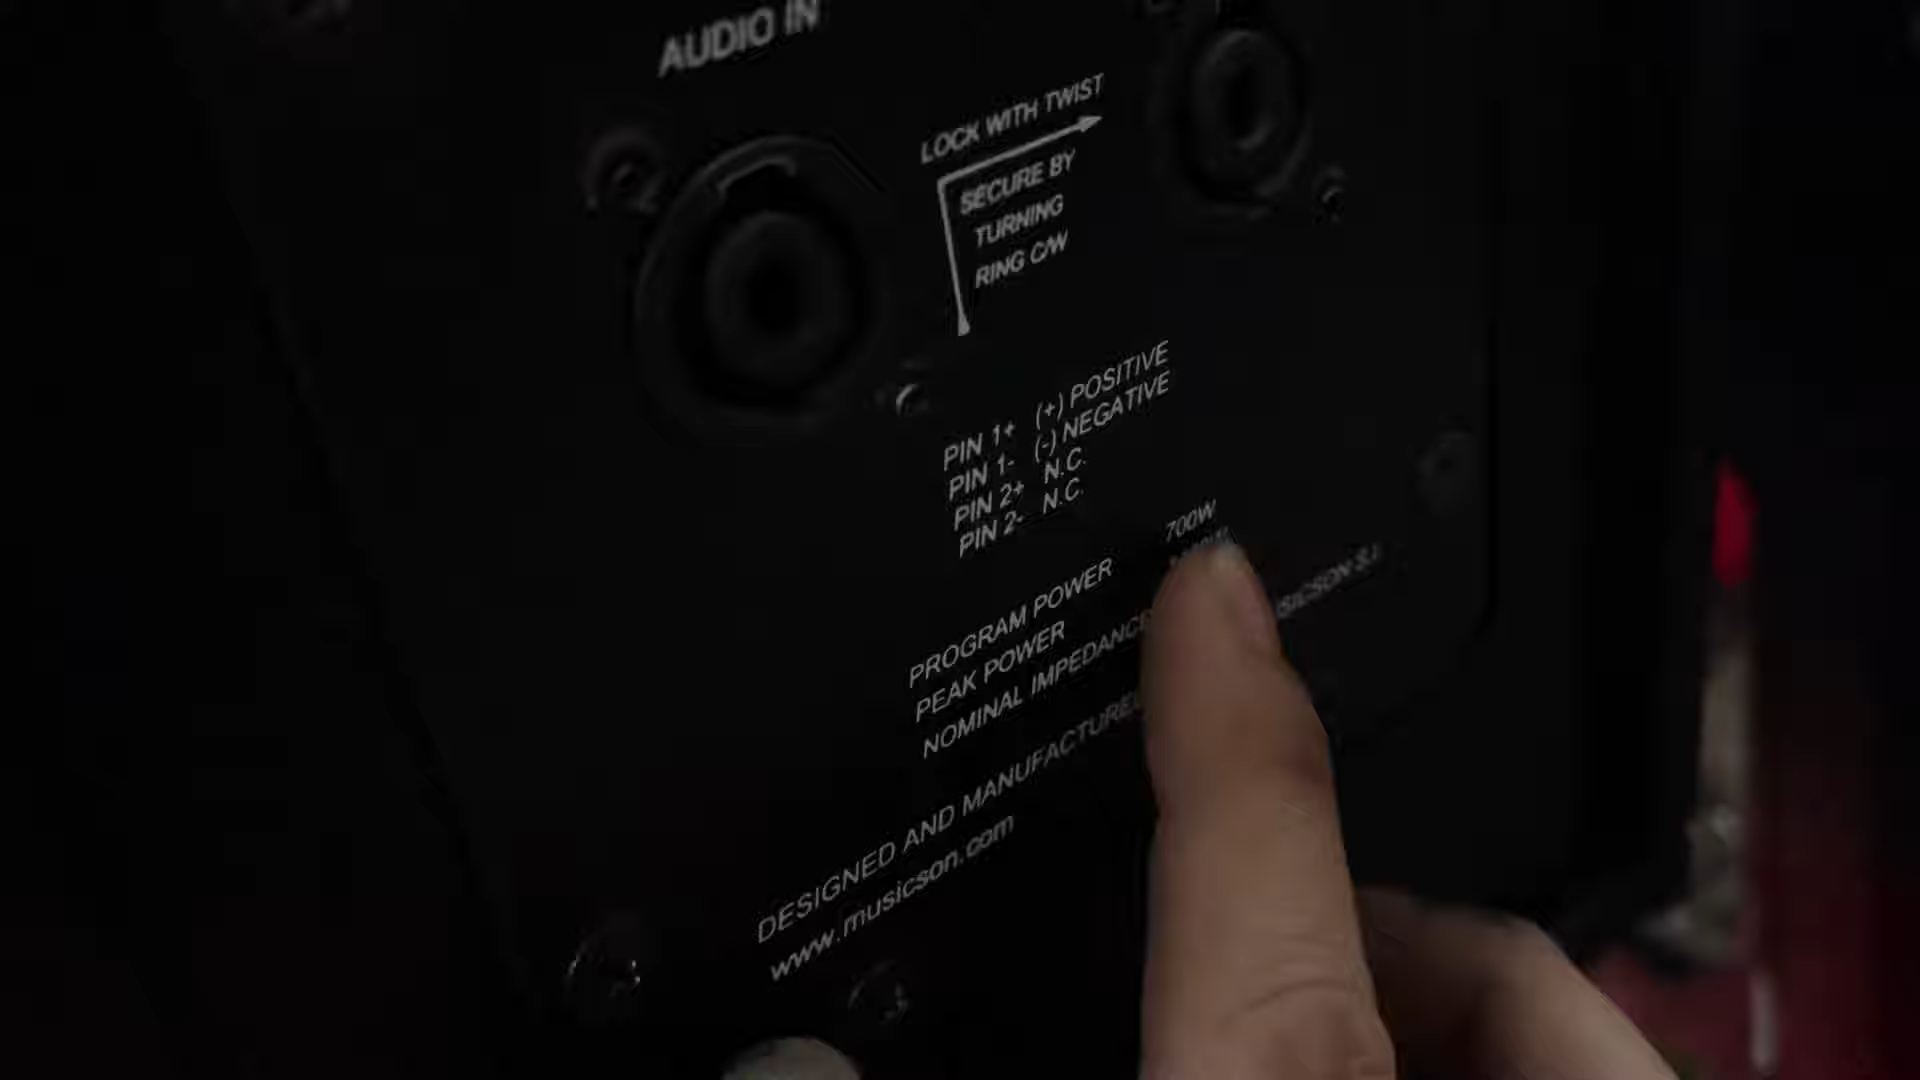 AUDIO IN
LOCK WITH TWIST
SECURE BY
TURNING
RING C/W
PIN 1+ (+) POSITIVE
PIN 1- (-) NEGATIVE
PIN 2+ N.C.
PIN 2- N.C.
PROGRAM POWER 700W
PEAK POWER
NOMINAL IMPEDANCE
DESIGNED AND MANUFACTURED
www.musicson.com